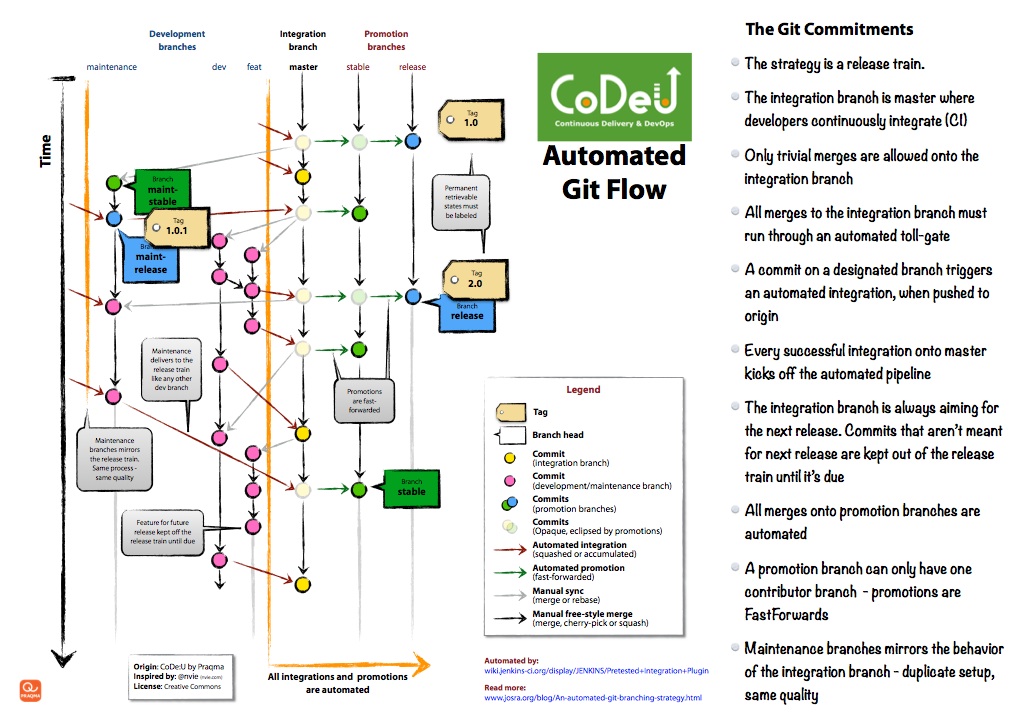 Development
branches
Integration
branch
Promotion
branches
maintenance
dev
feat
master
stable
release
Time
Tag
1.0
Branch
maint-
stable
Tag
1.0.1
Branch
maint-
release
Permanent
retrievable
states must
be labeled
Tag
2.0
Branch
release
Maintenance
delivers to the
release train
like any other
dev branch
Promotions
are fast-
forwarded
Maintenance
branches mirrors
the release train.
Same process -
same quality
Branch
stable
Feature for future
release kept off the
release train until due
Origin: CoDe:U by Praqma
Inspired by: @nvie (nvie.com)
License: Creative Commons
All integrations and promotions
are automated
PRAQMA
CoDe:U
Continuous Delivery & DevOps
Automated
Git Flow
Legend
Tag
Branch head
Commit
(integration branch)
Commit
(development/maintenance branch)
Commits
(promotion branches)
Commits
(Opaque, eclipsed by promotions)
Automated integration
(squashed or accumulated)
Automated promotion
(fast-forwarded)
Manual sync
(merge or rebase)
Manual free-style merge
(merge, cherry-pick or squash)
Automated by:
wiki.jenkins-ci.org/display/JENKINS/Pretested+Integration+Plugin
Read more:
www.josra.org/blog/An-automated-git-branching-strategy.html
The Git Commitments
The strategy is a release train.
The integration branch is master where
developers continuously integrate (CI)
Only trivial merges are allowed onto the
integration branch
All merges to the integration branch must
run through an automated toll-gate
A commit on a designated branch triggers
an automated integration, when pushed to
origin
Every successful integration onto master
kicks off the automated pipeline
The integration branch is always aiming for
the next release. Commits that aren't meant
for next release are kept out of the release
train until it's due
All merges onto promotion branches are
automated
A promotion branch can only have one
contributor branch - promotions are
FastForwards
Maintenance branches mirrors the behavior
of the integration branch - duplicate setup,
same quality